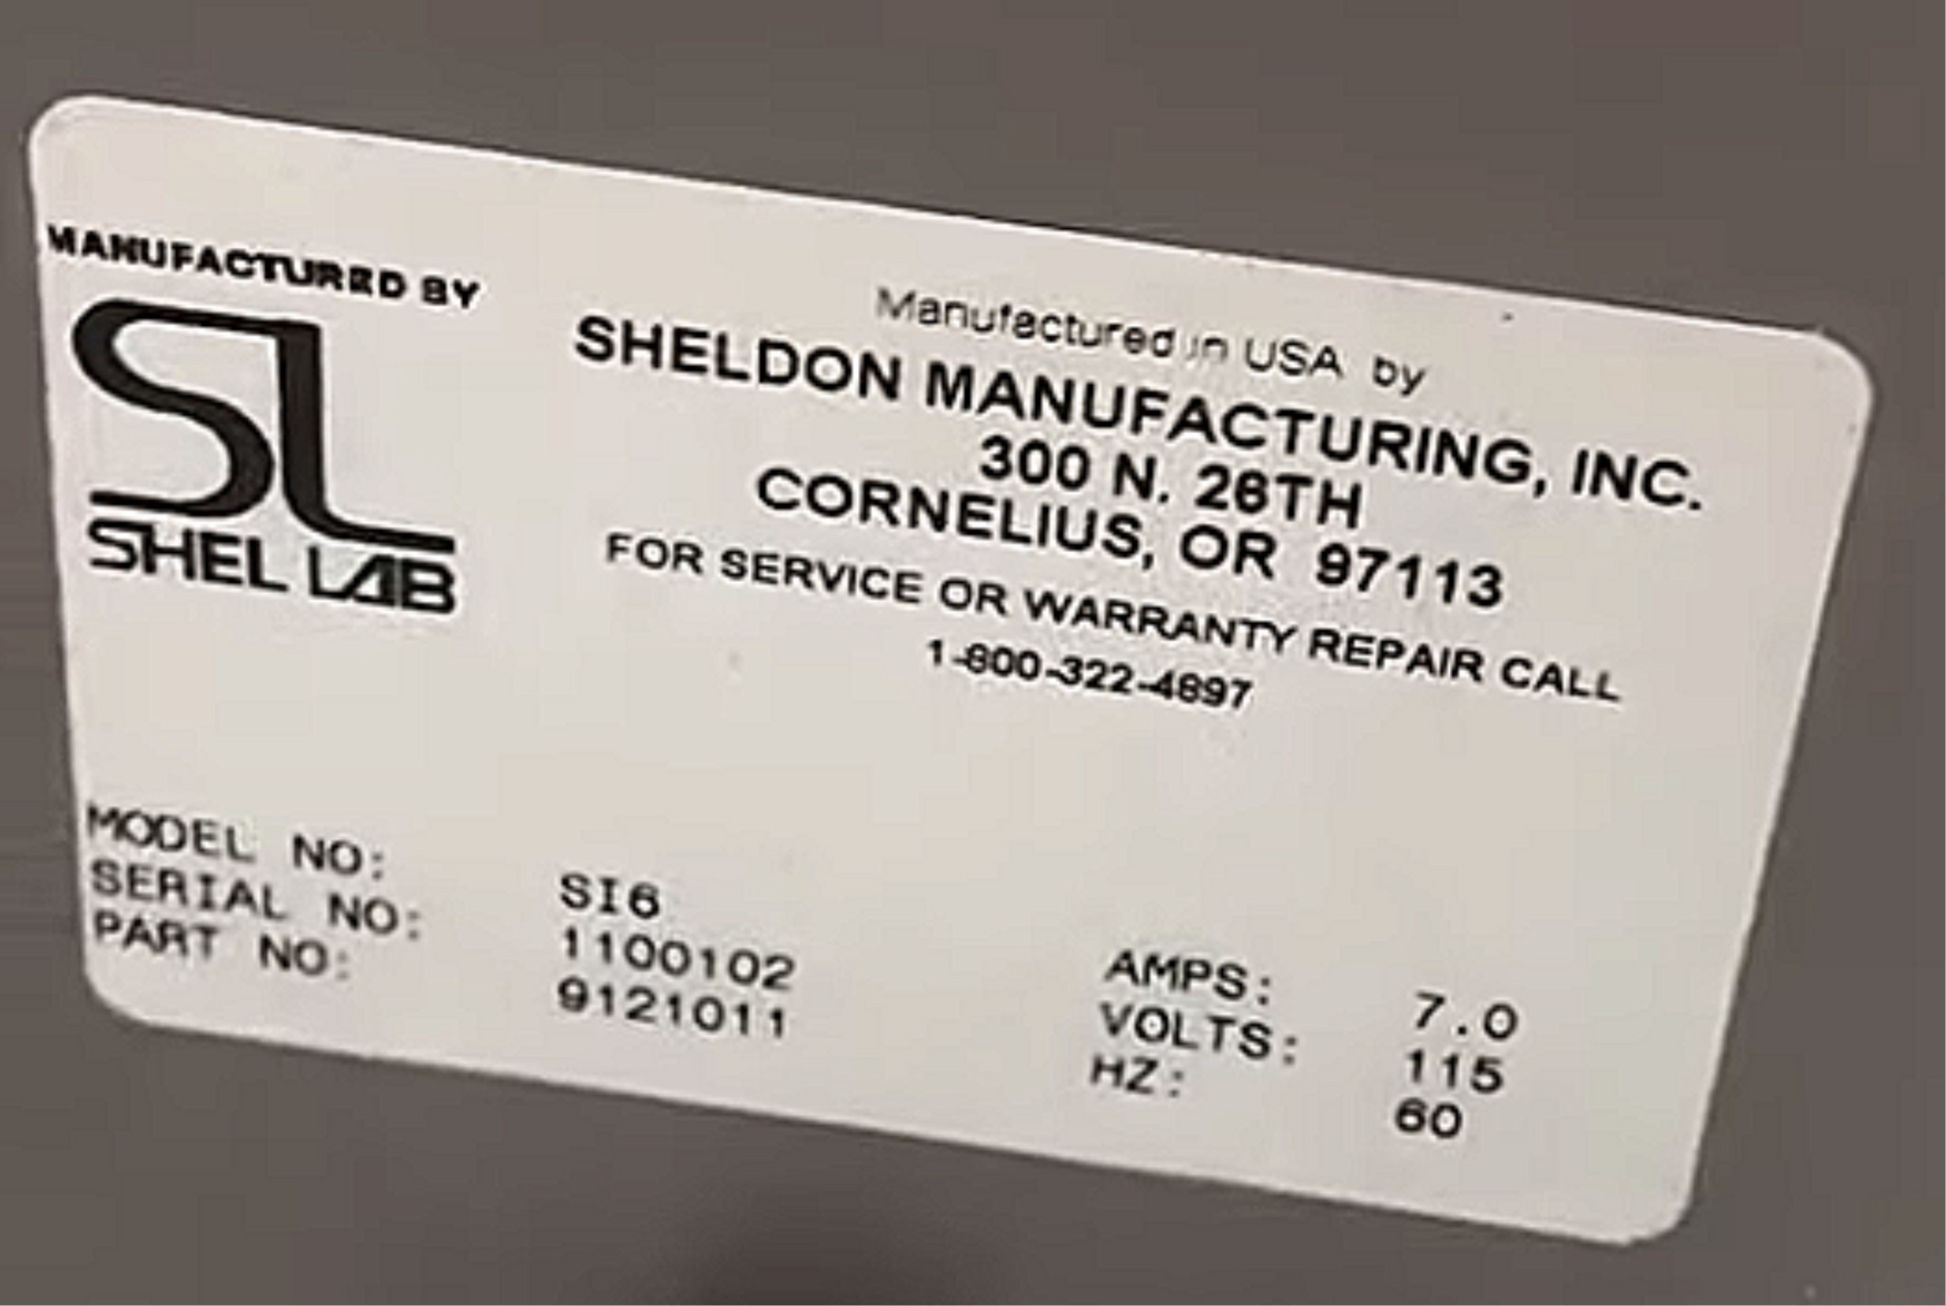 MANUFACTURED BY
SL
SHEL LAB
Manufactured in USA by
SHELDON MANUFACTURING, INC.
300 N. 26TH
CORNELIUS, OR 97113
FOR SERVICE OR WARRANTY REPAIR CALL
1-800-322-4897
MODEL NO: SI6
SERIAL NO: 1100102
PART NO: 9121011
AMPS: 7.0
VOLTS: 115
HZ: 60